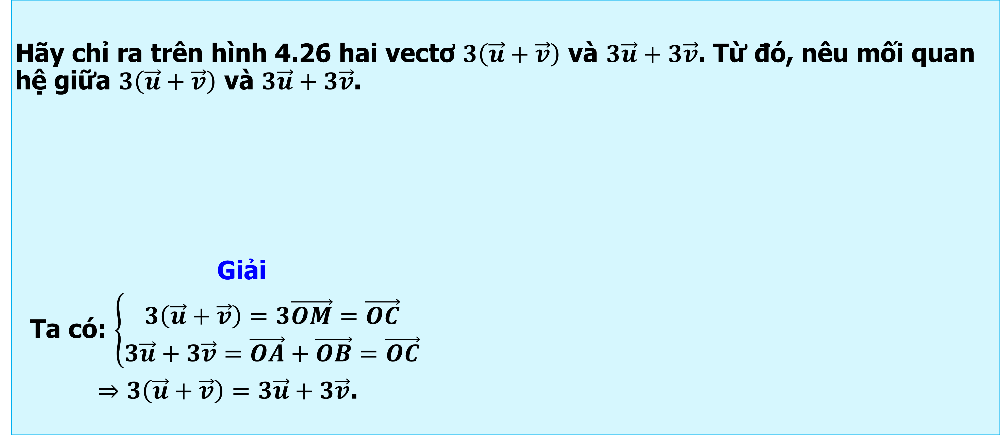 Hãy chỉ ra trên hình 4.26 hai vectơ $3(\vec{u} + \vec{v})$ và $3\vec{u} + 3\vec{v}$. Từ đó, nêu mối quan
hệ giữa $3(\vec{u} + \vec{v})$ và $3\vec{u} + 3\vec{v}$.
Giải
Ta có: $\begin{cases} 3(\vec{u} + \vec{v}) = 3\overrightarrow{OM} = \overrightarrow{OC} \\ 3\vec{u} + 3\vec{v} = \overrightarrow{OA} + \overrightarrow{OB} = \overrightarrow{OC} \end{cases}$
$\Rightarrow 3(\vec{u} + \vec{v}) = 3\vec{u} + 3\vec{v}$.